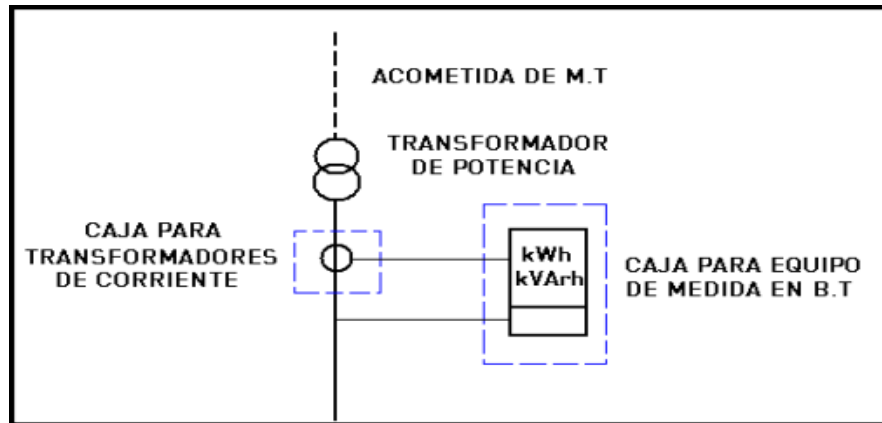 ACOMETIDA DE M.T
TRANSFORMADOR
DE POTENCIA
CAJA PARA
TRANSFORMADORES
DE CORRIENTE
kWh
kVArh
CAJA PARA EQUIPO
DE MEDIDA EN B.T